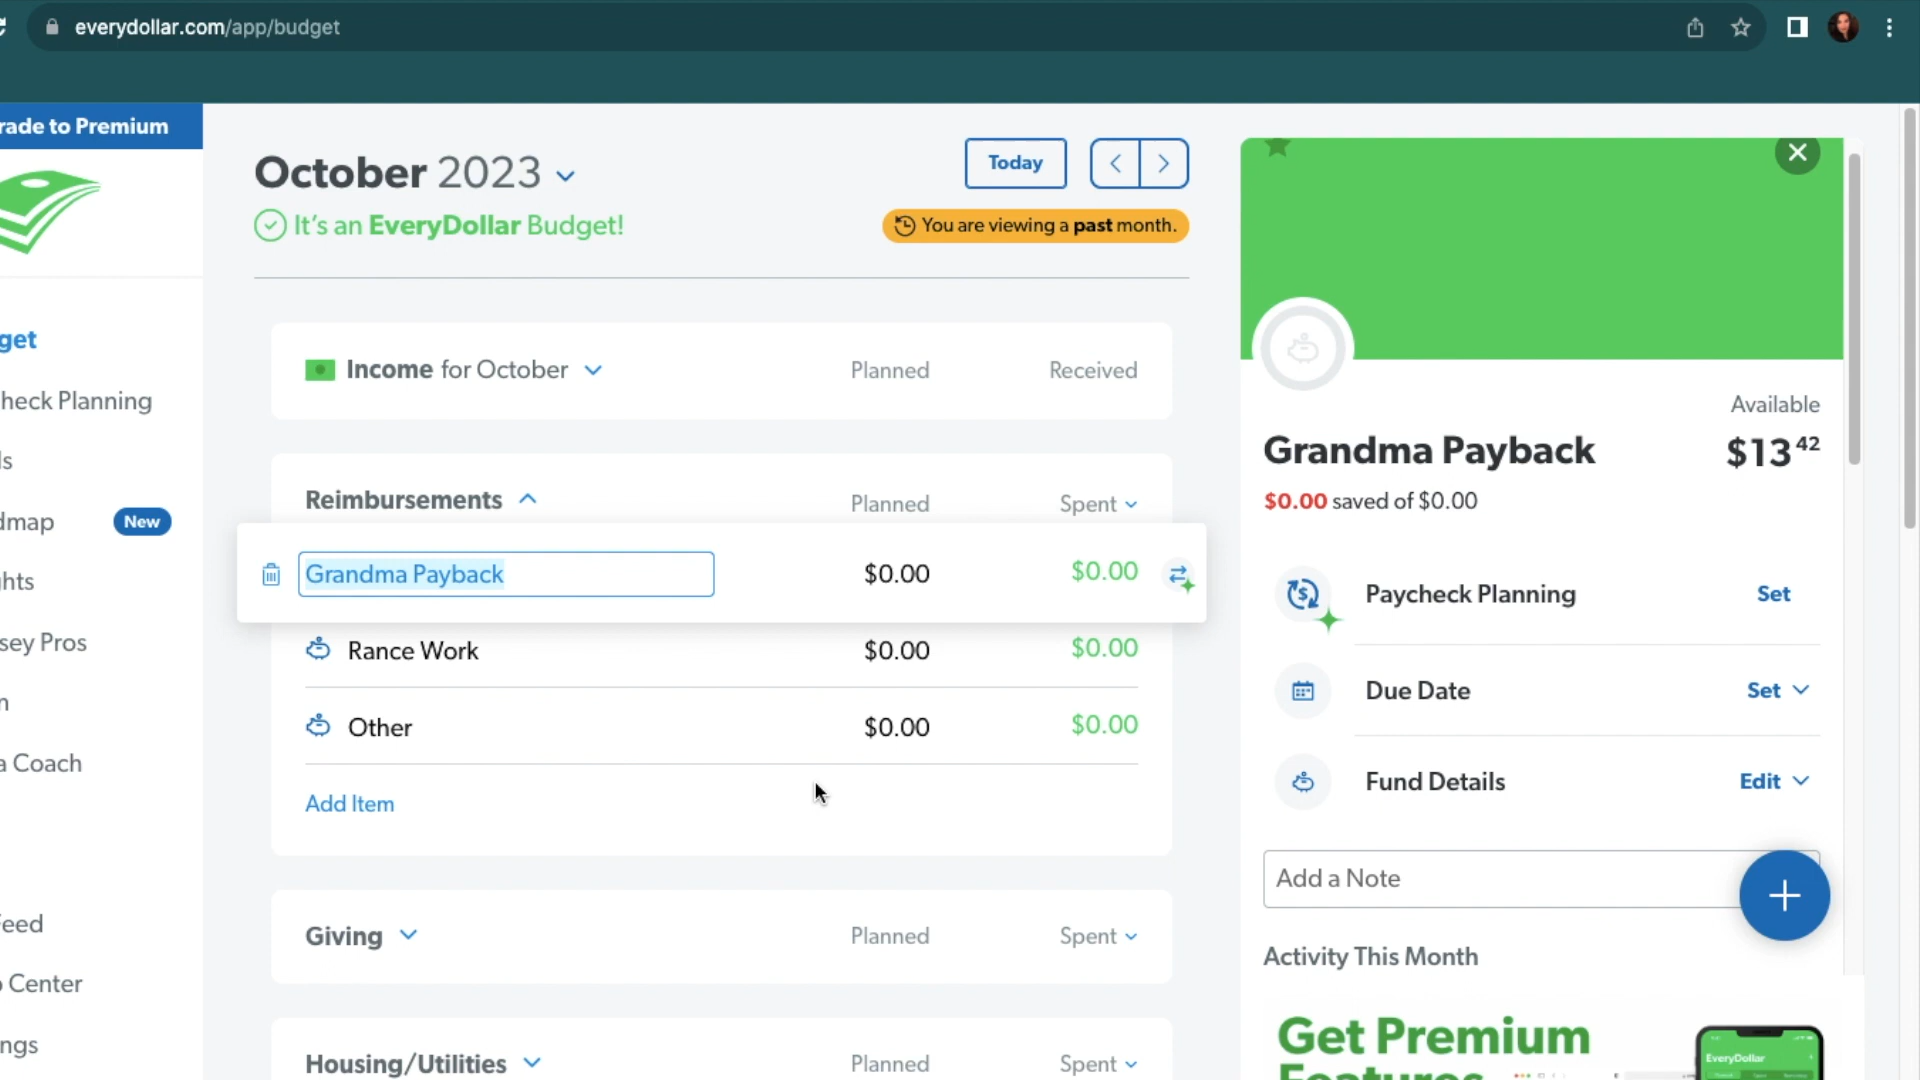 everydollar.com/app/budget
rade to Premium
October 2023
Today
It's an EveryDollar Budget!
You are viewing a past month.
get
heck Planning
ls
dmap New
hts
sey Pros
n
a Coach
Feed
Center
ngs
Income for October Planned Received
Reimbursements Planned Spent
Grandma Payback $0.00 $0.00
Rance Work $0.00 $0.00
Other $0.00 $0.00
Add Item
Giving Planned Spent
Housing/Utilities Planned Spent
Available
Grandma Payback $13 42
$0.00 saved of $0.00
Paycheck Planning Set
Due Date Set
Fund Details Edit
Add a Note
Activity This Month
Get Premium
Features
EveryDollar